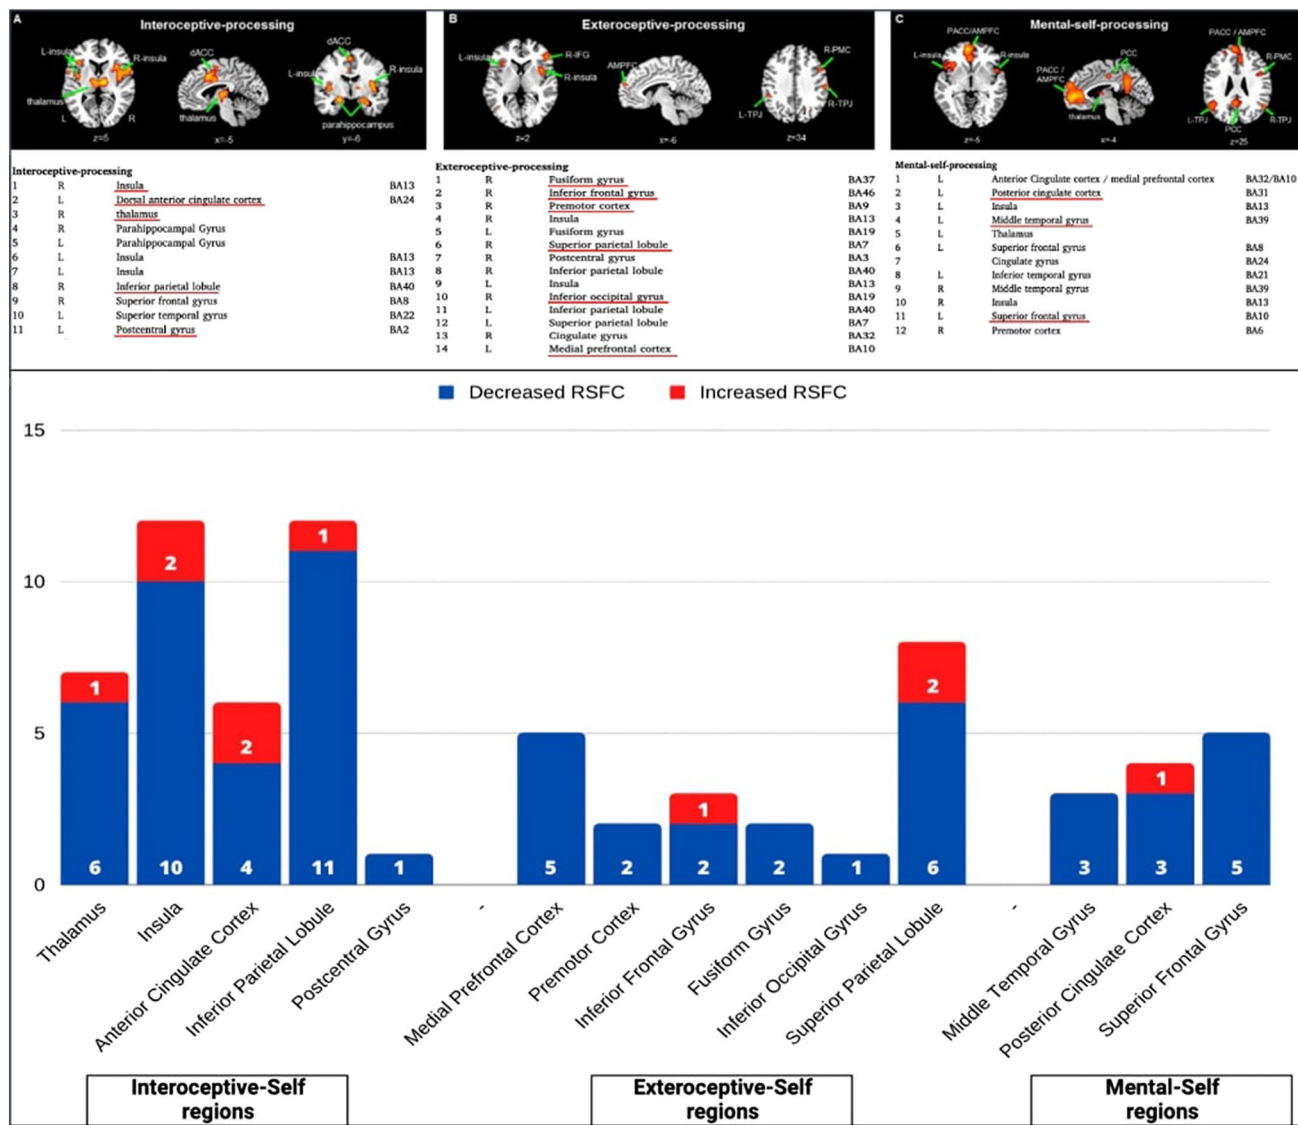 A Interoceptive-processing
L-insula
dACC
dACC
R-insula
L-insula
R-insula
thalamus
thalamus
parahippocampus
L R
z=5
x=-5
y=-6
B Exteroceptive-processing
L-insula
R-IFG
R-insula
AMPFC
R-PMC
L-TPJ
R-TPJ
z=2
x=-6
z=34
C Mental-self-processing
PACC/AMPFC
L-insula
R-insula
PACC / AMPFC
PCC
thalamus
PACC / AMPFC
R-PMC
L-TPJ
R-TPJ
PCC
z=-5
x=-4
z=25
Interoceptive-processing
1 R Insula BA13
2 L Dorsal anterior cingulate cortex BA24
3 R thalamus
4 R Parahippocampal Gyrus
5 L Parahippocampal Gyrus
6 L Insula BA13
7 L Insula BA13
8 R Inferior parietal lobule BA40
9 R Superior frontal gyrus BA8
10 L Superior temporal gyrus BA22
11 L Postcentral gyrus BA2
Exteroceptive-processing
1 R Fusiform gyrus BA37
2 R Inferior frontal gyrus BA46
3 R Premotor cortex BA9
4 R Insula BA13
5 L Fusiform gyrus BA19
6 R Superior parietal lobule BA7
7 R Postcentral gyrus BA3
8 R Inferior parietal lobule BA40
9 L Insula BA13
10 R Inferior occipital gyrus BA19
11 L Inferior parietal lobule BA40
12 L Superior parietal lobule BA7
13 R Cingulate gyrus BA32
14 L Medial prefrontal cortex BA10
Mental-self-processing
1 L Anterior Cingulate cortex / medial prefrontal cortex BA32/BA10
2 L Posterior cingulate cortex BA31
3 L Insula BA13
4 L Middle temporal gyrus BA39
5 L Thalamus
6 L Superior frontal gyrus BA8
7 Cingulate gyrus BA24
8 L Inferior temporal gyrus BA21
9 R Middle temporal gyrus BA39
10 R Insula BA13
11 L Superior frontal gyrus BA10
12 R Premotor cortex BA6
Decreased RSFC Increased RSFC
15
10
5
0
1
2
2
1
1
2
1
6 10 4 11 1 5 2 2 2 1 6 3 3 5
Thalamus
Insula
Anterior Cingulate Cortex
Inferior Parietal Lobule
Postcentral Gyrus
-
Medial Prefrontal Cortex
Premotor Cortex
Inferior Frontal Gyrus
Fusiform Gyrus
Inferior Occipital Gyrus
Superior Parietal Lobule
-
Middle Temporal Gyrus
Posterior Cingulate Cortex
Superior Frontal Gyrus
Interoceptive-Self
regions
Exteroceptive-Self
regions
Mental-Self
regions